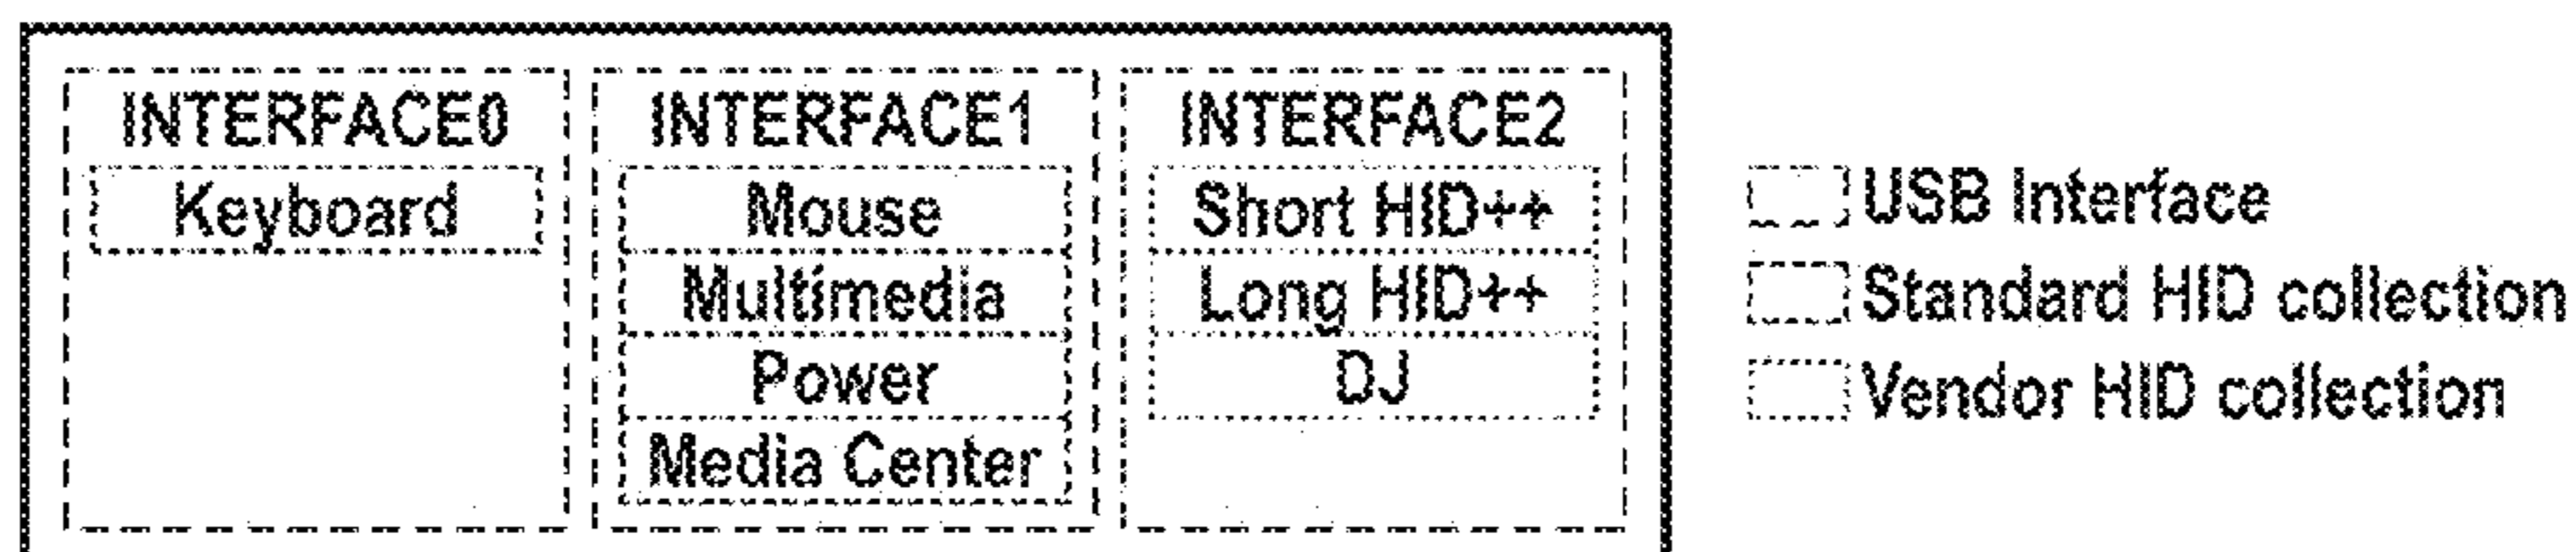 INTERFACE0
Keyboard
INTERFACE1
Mouse
Multimedia
Power
Media Center
INTERFACE2
Short HID++
Long HID++
DJ
USB Interface
Standard HID collection
Vendor HID collection